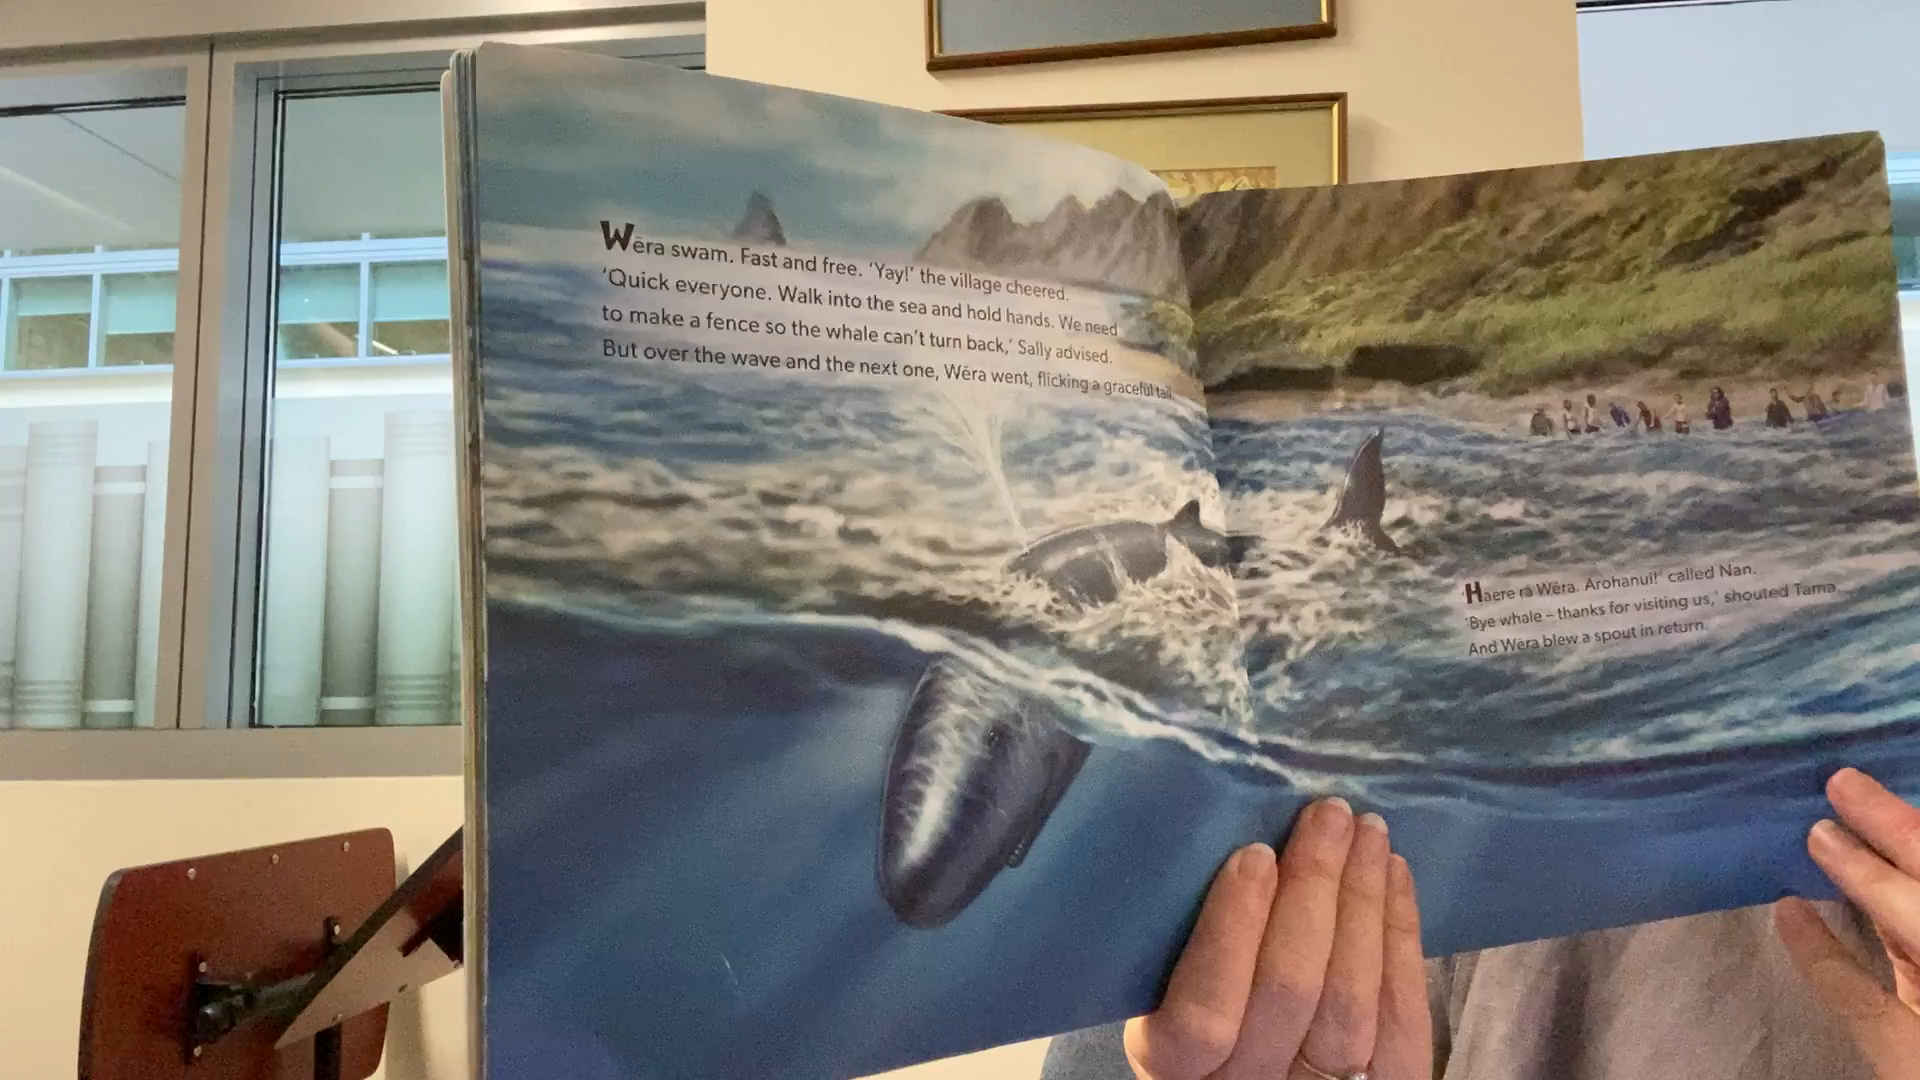 Wēra swam. Fast and free. ‘Yay!’ the village cheered.
‘Quick everyone. Walk into the sea and hold hands. We need
to make a fence so the whale can’t turn back,’ Sally advised.
But over the wave and the next one, Wēra went, flicking a graceful tail.
‘Haere rā Wēra. Arohanui!’ called Nan.
‘Bye whale – thanks for visiting us,’ shouted Tama.
And Wēra blew a spout in return.